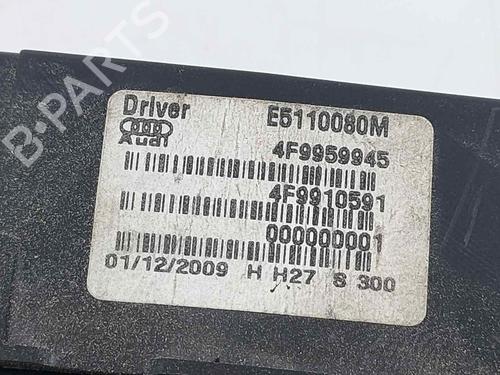 Driver E5110080M
Audi 4F9959945
4F9910591
000000001
01/12/2009 H H27 S 300
B-Parts